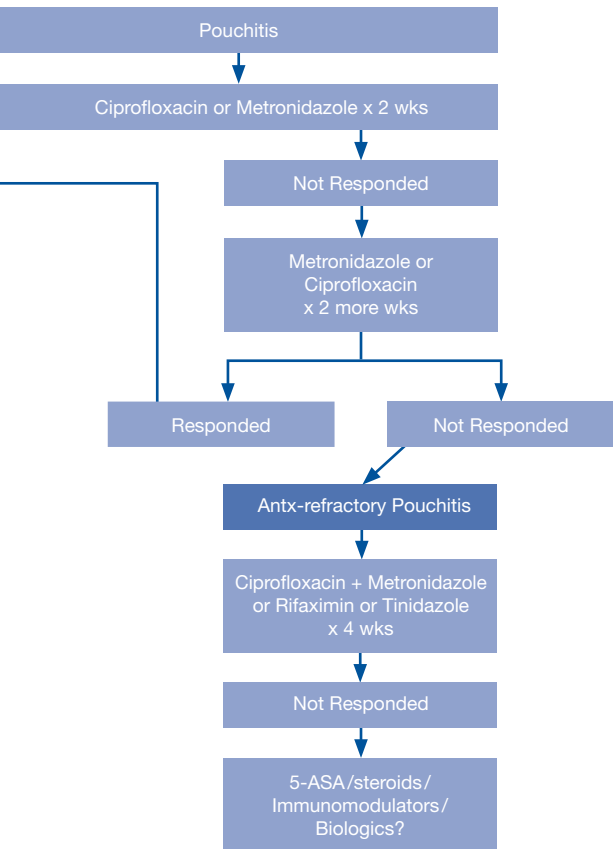 Pouchitis
Ciprofloxacin or Metronidazole x 2 wks
Not Responded
Metronidazole or
Ciprofloxacin
x 2 more wks
Responded
Not Responded
Antx-refractory Pouchitis
Ciprofloxacin + Metronidazole
or Rifaximin or Tinidazole
x 4 wks
Not Responded
5-ASA/steroids/
Immunomodulators/
Biologics?